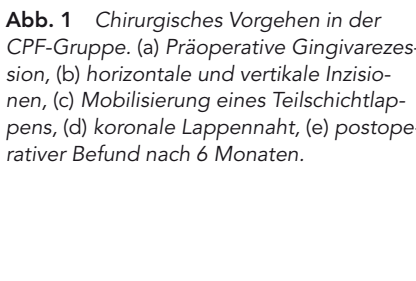 Abb. 1 Chirurgisches Vorgehen in der
CPF-Gruppe. (a) Präoperative Gingivarezes-
sion, (b) horizontale und vertikale Inzisio-
nen, (c) Mobilisierung eines Teilschichtlap-
pens, (d) koronale Lappennaht, (e) postope-
rativer Befund nach 6 Monaten.